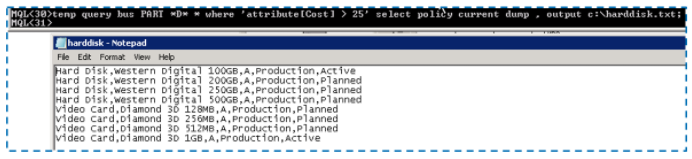 MQL<30>temp query bus PART *D* * where 'attribute[Cost] > 25' select policy current dump , output c:\harddisk.txt;
MQL<31>
harddisk - Notepad
File Edit Format View Help
Hard Disk,Western Digital 100GB,A,Production,Active
Hard Disk,Western Digital 200GB,A,Production,Planned
Hard Disk,Western Digital 250GB,A,Production,Planned
Hard Disk,Western Digital 500GB,A,Production,Planned
Video Card,Diamond 3D 128MB,A,Production,Planned
Video Card,Diamond 3D 256MB,A,Production,Planned
Video Card,Diamond 3D 512MB,A,Production,Planned
Video Card,Diamond 3D 1GB,A,Production,Active